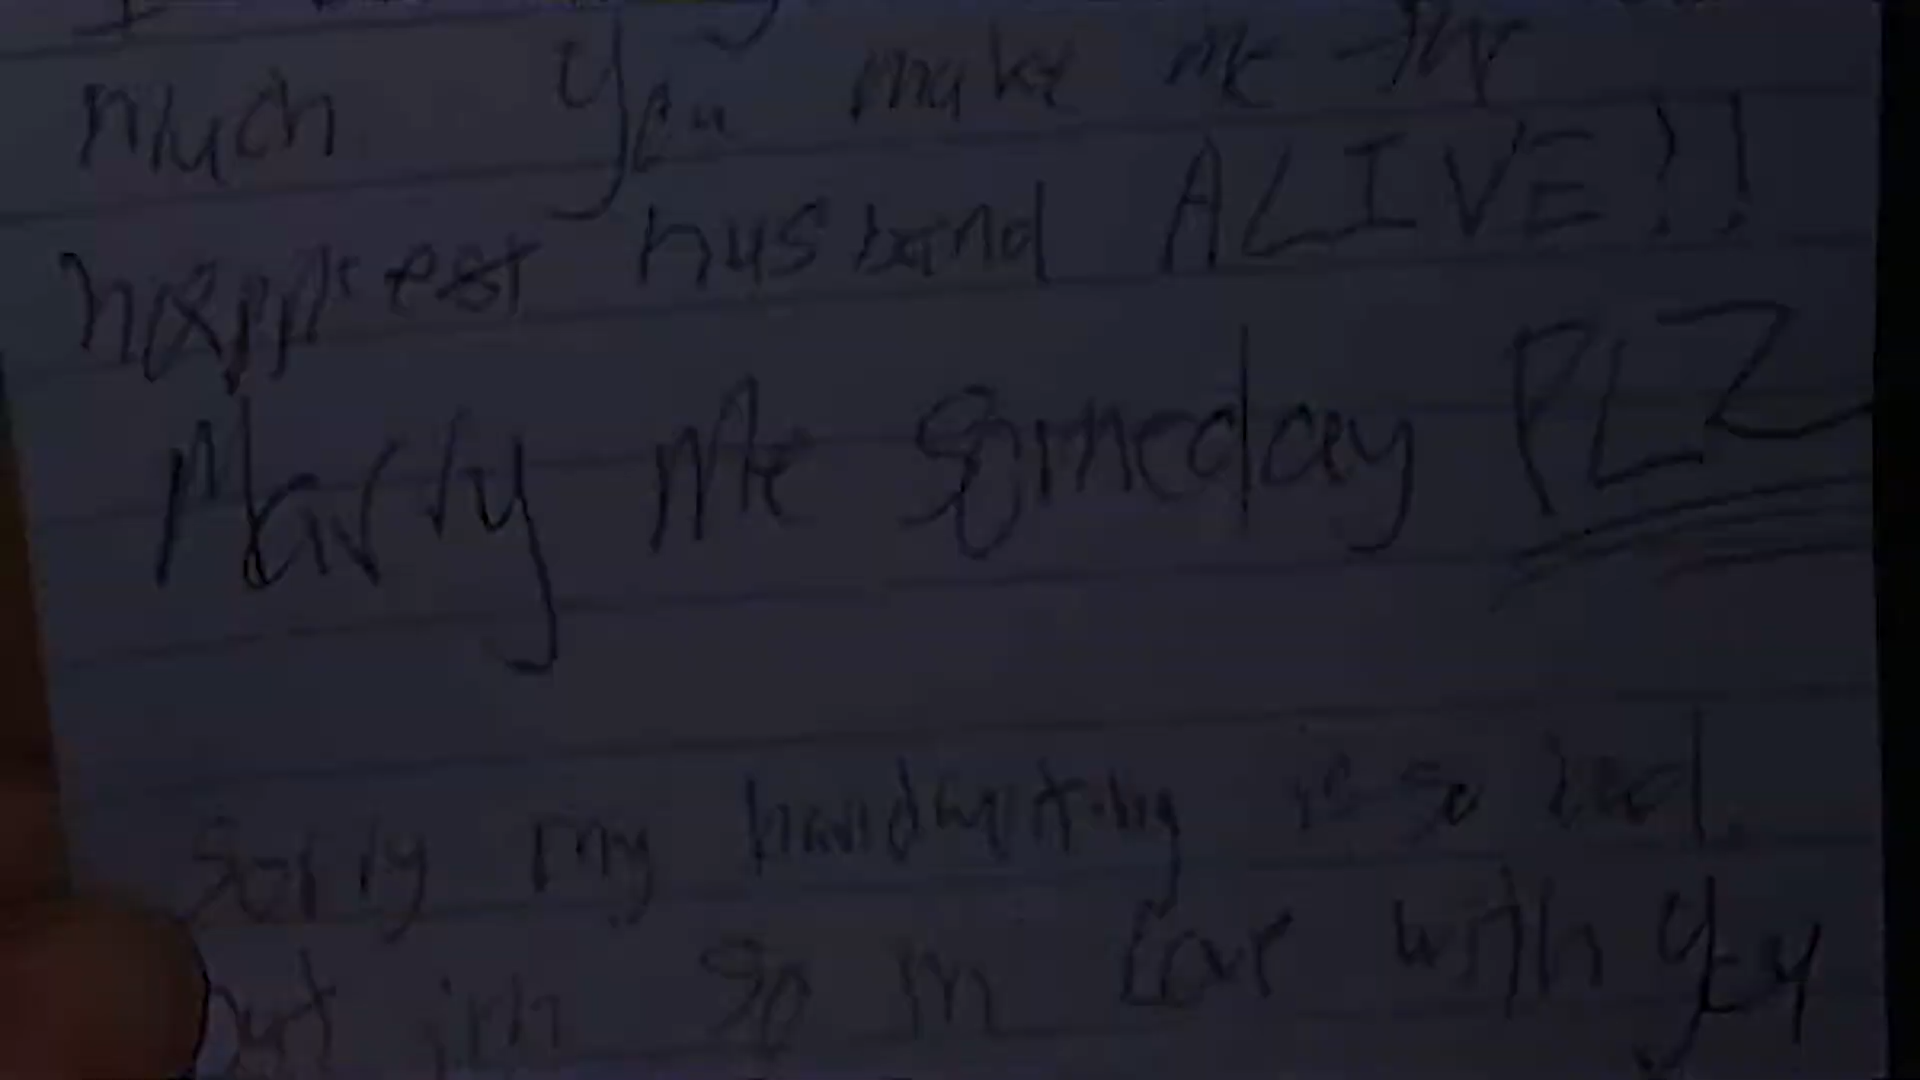 much you make me the
happiest husband ALIVE!!
Marry Me Someday PLZ
Sorry my handwriting is so bad
but im so in love with you